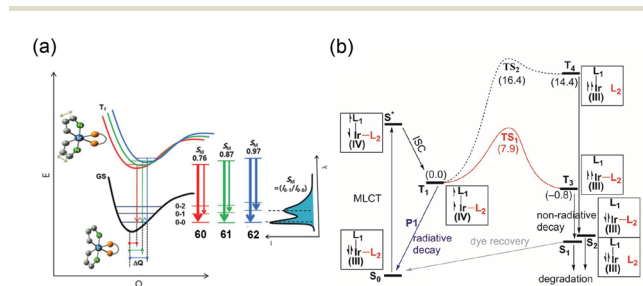 (a)
T₁
S_M
0.76
S_M
0.87
S_M
0.97
S_M
=(I₀₋₁/I₀₋₀)
E
GS
0-2
0-1
0-0
60
61
62
λ
I
ΔQ
Q
(b)
TS₂
(16.4)
T₄
(14.4)
L₁
Ir L₂
(III)
L₁
Ir–L₂
(IV)
S*
ISC
TS₁
(7.9)
(0.0)
T₁
L₁
Ir–L₂
(IV)
L₁
Ir L₂
(III)
T₃
(−0.8)
MLCT
P1
radiative
decay
non-radiative
decay
dye recovery
L₁
Ir L₂
(III)
L₁
Ir–L₂
(III)
S₀
S₁
S₂
L₁
Ir L₂
(III)
degradation